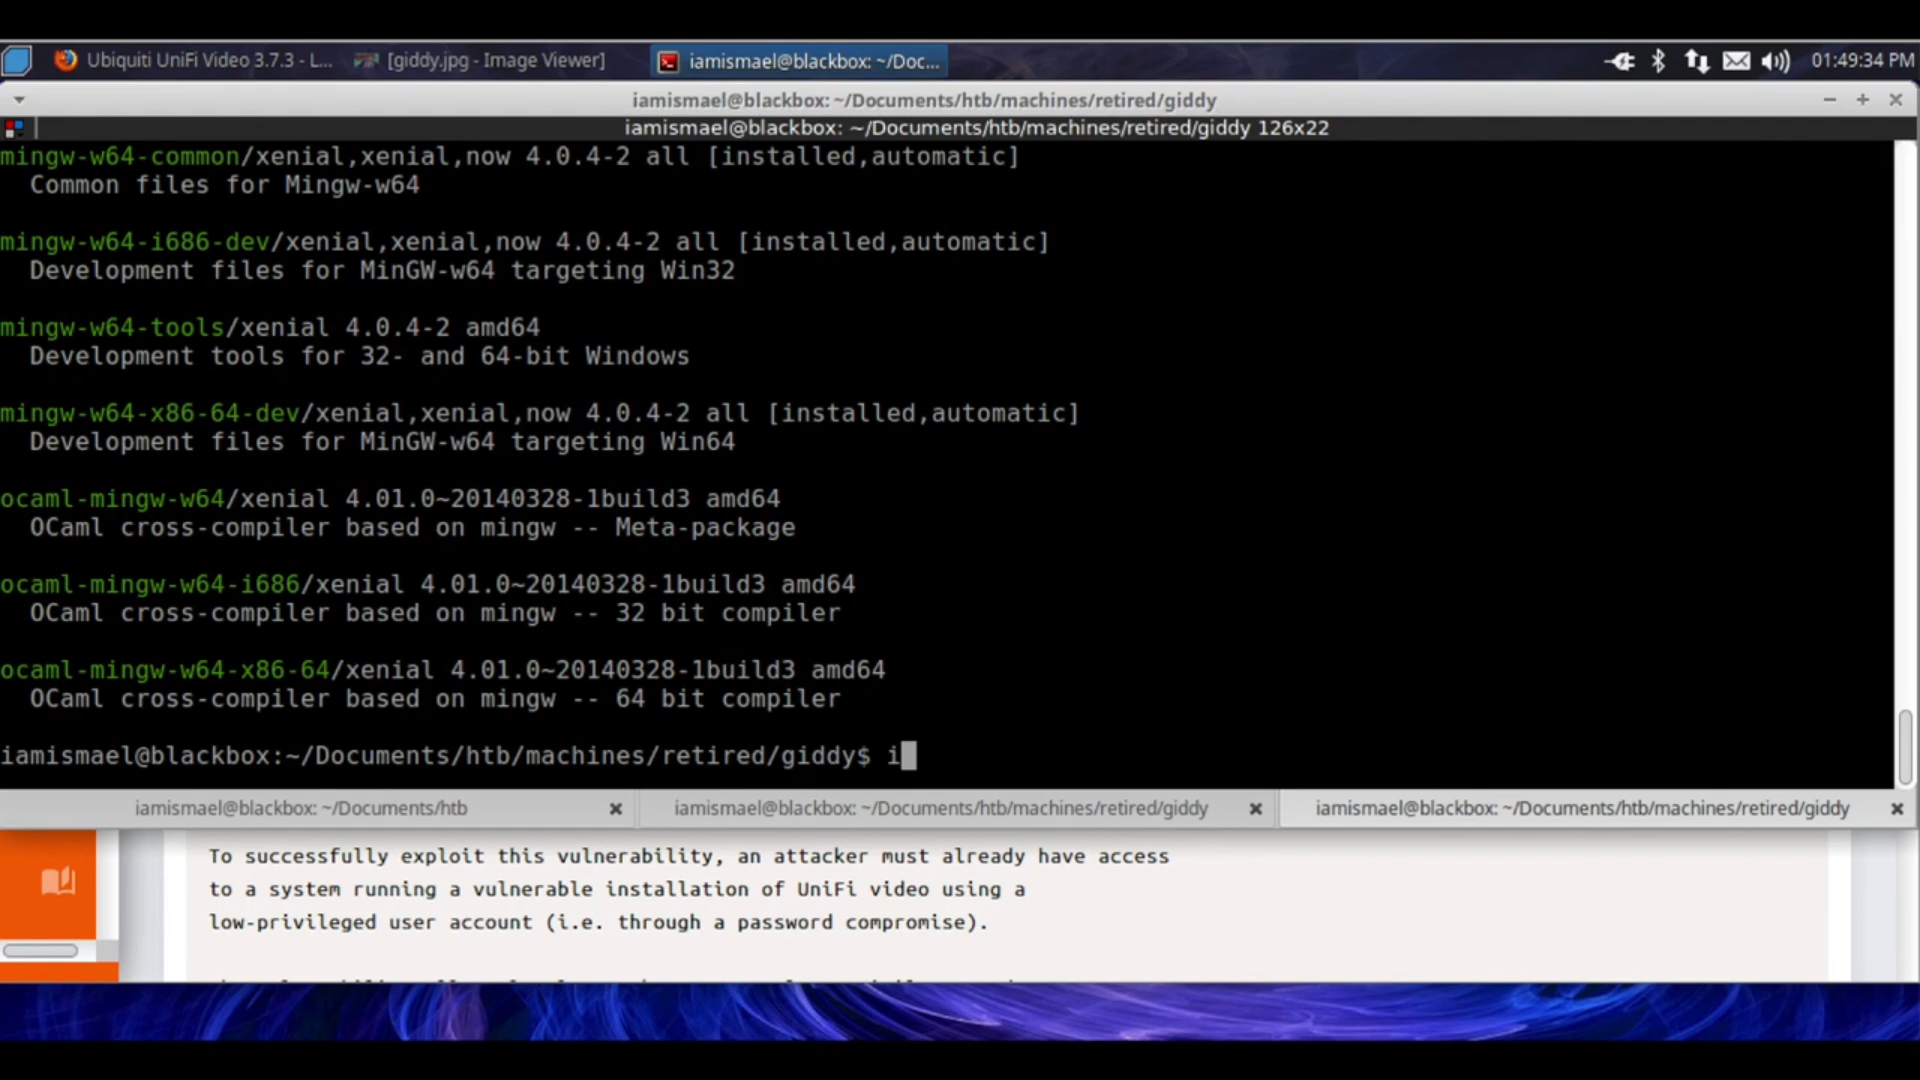 Ubiquiti UniFi Video 3.7.3 - L...
[giddy.jpg - Image Viewer]
iamismael@blackbox: ~/Doc...
01:49:34 PM
iamismael@blackbox: ~/Documents/htb/machines/retired/giddy
iamismael@blackbox: ~/Documents/htb/machines/retired/giddy 126x22
mingw-w64-common/xenial,xenial,now 4.0.4-2 all [installed,automatic]
Common files for Mingw-w64
mingw-w64-i686-dev/xenial,xenial,now 4.0.4-2 all [installed,automatic]
Development files for MinGW-w64 targeting Win32
mingw-w64-tools/xenial 4.0.4-2 amd64
Development tools for 32- and 64-bit Windows
mingw-w64-x86-64-dev/xenial,xenial,now 4.0.4-2 all [installed,automatic]
Development files for MinGW-w64 targeting Win64
ocaml-mingw-w64/xenial 4.01.0~20140328-1build3 amd64
OCaml cross-compiler based on mingw -- Meta-package
ocaml-mingw-w64-i686/xenial 4.01.0~20140328-1build3 amd64
OCaml cross-compiler based on mingw -- 32 bit compiler
ocaml-mingw-w64-x86-64/xenial 4.01.0~20140328-1build3 amd64
OCaml cross-compiler based on mingw -- 64 bit compiler
iamismael@blackbox:~/Documents/htb/machines/retired/giddy$ i
iamismael@blackbox: ~/Documents/htb
iamismael@blackbox: ~/Documents/htb/machines/retired/giddy
iamismael@blackbox: ~/Documents/htb/machines/retired/giddy
To successfully exploit this vulnerability, an attacker must already have access
to a system running a vulnerable installation of UniFi video using a
low-privileged user account (i.e. through a password compromise).